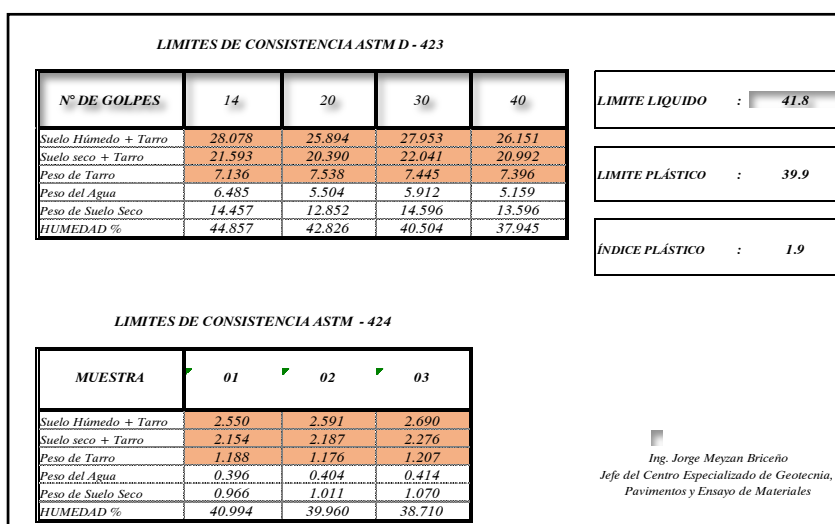 LIMITES DE CONSISTENCIA ASTM D - 423
N° DE GOLPES 14 20 30 40
Suelo Húmedo + Tarro 28.078 25.894 27.953 26.151
Suelo seco + Tarro 21.593 20.390 22.041 20.992
Peso de Tarro 7.136 7.538 7.445 7.396
Peso del Agua 6.485 5.504 5.912 5.159
Peso de Suelo Seco 14.457 12.852 14.596 13.596
HUMEDAD % 44.857 42.826 40.504 37.945
LIMITE LIQUIDO : 41.8
LIMITE PLÁSTICO : 39.9
ÍNDICE PLÁSTICO : 1.9
LIMITES DE CONSISTENCIA ASTM - 424
MUESTRA 01 02 03
Suelo Húmedo + Tarro 2.550 2.591 2.690
Suelo seco + Tarro 2.154 2.187 2.276
Peso de Tarro 1.188 1.176 1.207
Peso del Agua 0.396 0.404 0.414
Peso de Suelo Seco 0.966 1.011 1.070
HUMEDAD % 40.994 39.960 38.710
Ing. Jorge Meyzan Briceño
Jefe del Centro Especializado de Geotecnia,
Pavimentos y Ensayo de Materiales